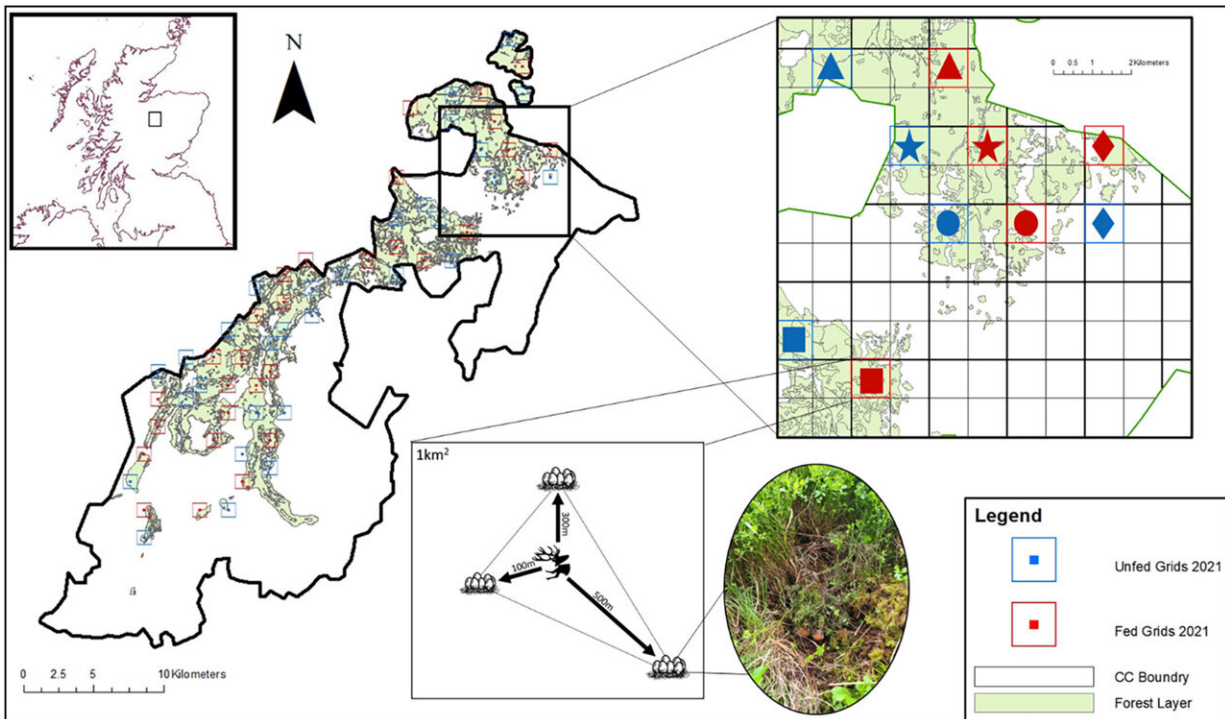 N
0 0.5 1 2 Kilometers
1km²
300m
100m
500m
0 2.5 5 10 Kilometers
Legend
Unfed Grids 2021
Fed Grids 2021
CC Boundry
Forest Layer